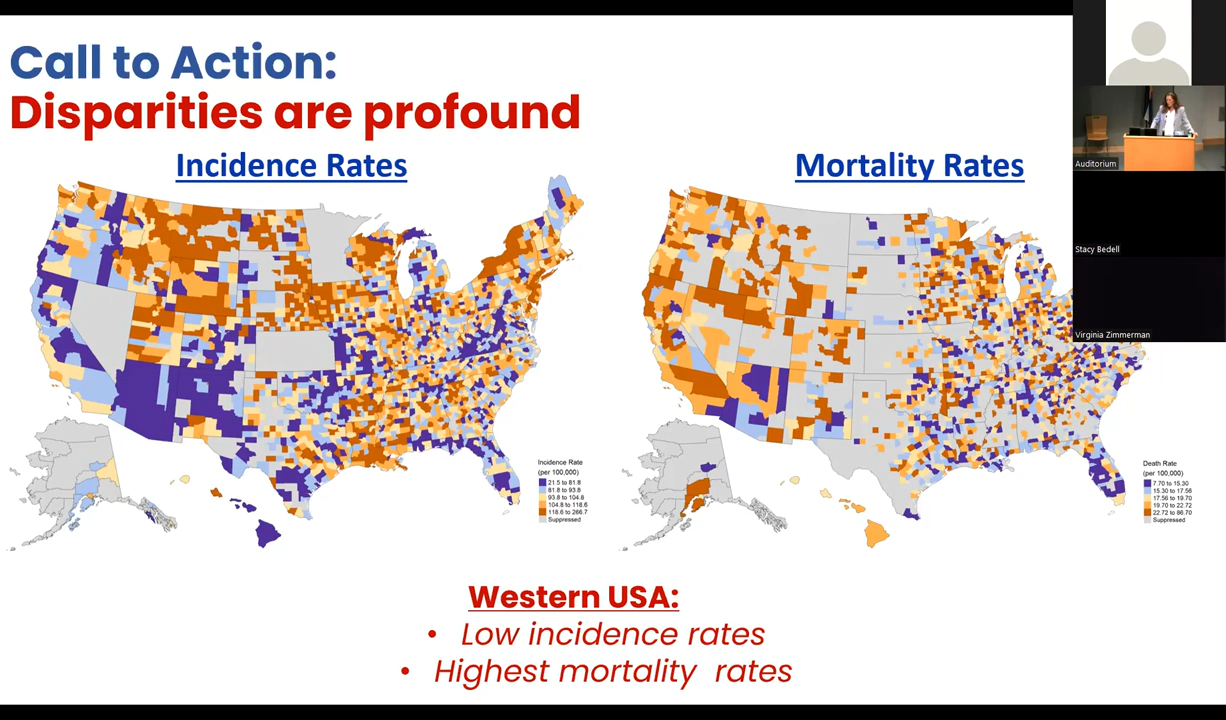 Call to Action:
Disparities are profound
Incidence Rates
Mortality Rates
Incidence Rate
(per 100,000)
21.5 to 81.8
81.8 to 93.8
93.8 to 104.8
104.8 to 118.6
118.6 to 266.7
Suppressed
Death Rate
(per 100,000)
7.70 to 15.30
15.30 to 17.56
17.56 to 19.70
19.70 to 22.72
22.72 to 86.70
Suppressed
Western USA:
• Low incidence rates
• Highest mortality rates
Auditorium
Stacy Bedell
Virginia Zimmerman